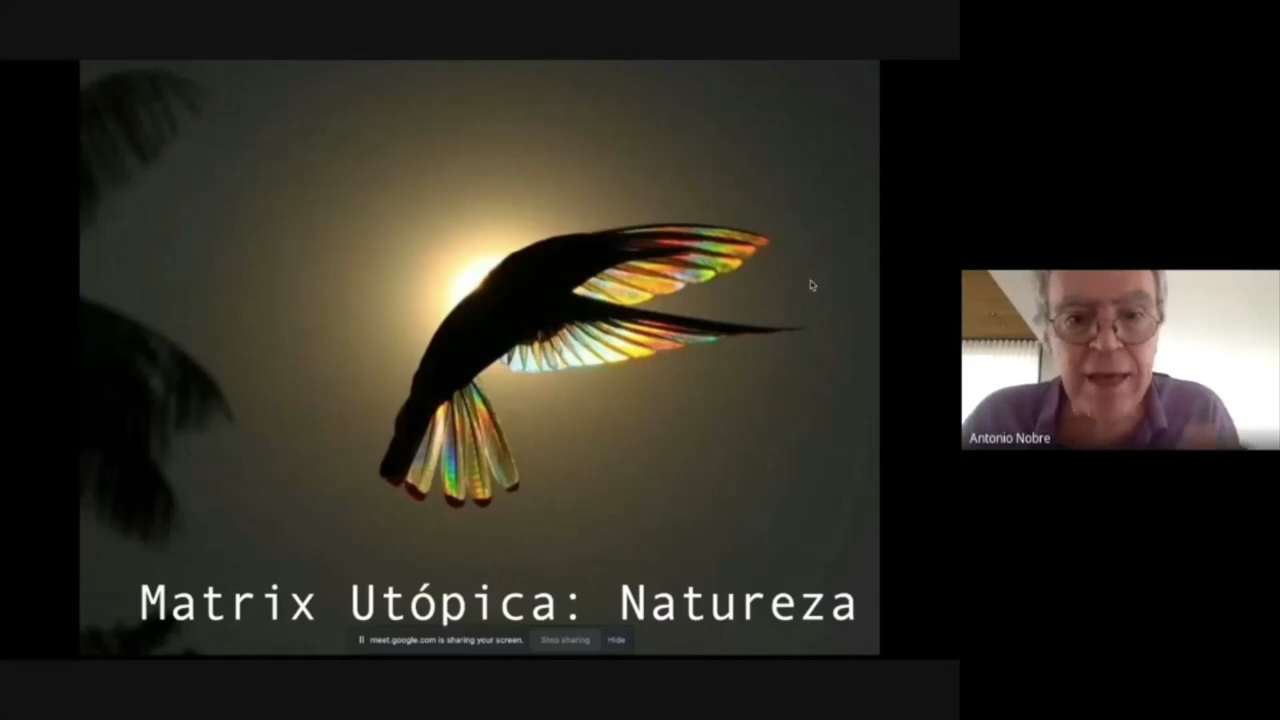 Matrix Utópica: Natureza
meet.google.com is sharing your screen. Stop sharing Hide
Antonio Nobre